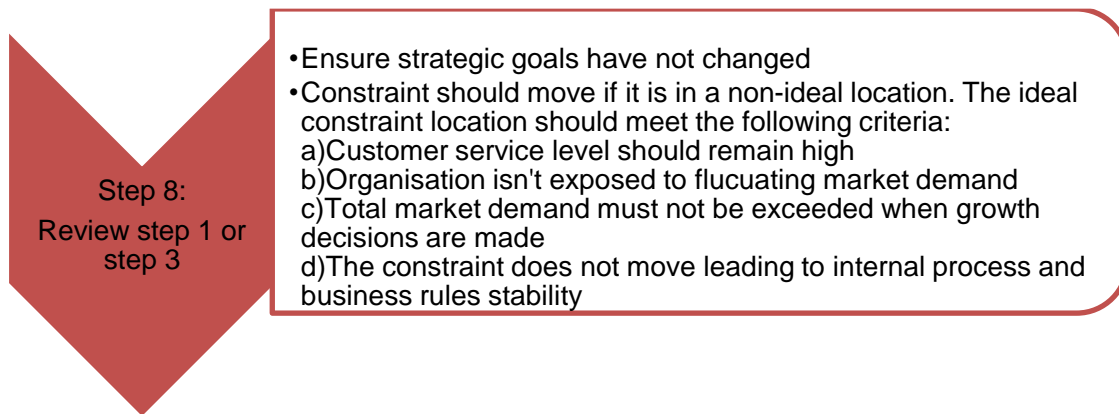 Step 8:
Review step 1 or
step 3
•Ensure strategic goals have not changed
•Constraint should move if it is in a non-ideal location. The ideal
constraint location should meet the following criteria:
a)Customer service level should remain high
b)Organisation isn't exposed to flucuating market demand
c)Total market demand must not be exceeded when growth
decisions are made
d)The constraint does not move leading to internal process and
business rules stability